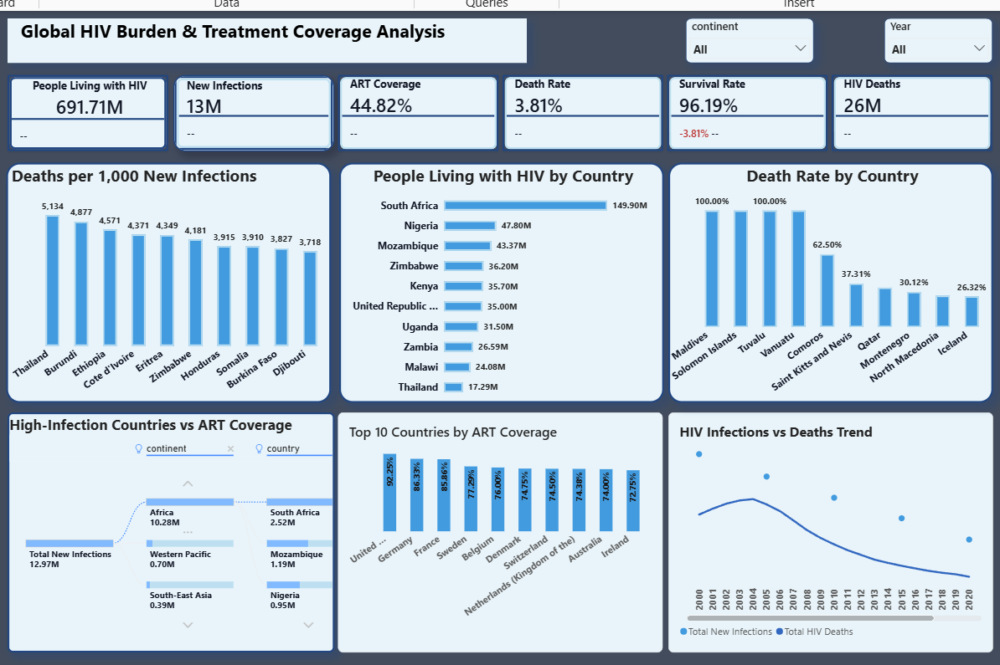 ard
Data
Queries
Insert
Global HIV Burden & Treatment Coverage Analysis
continent
All
Year
All
People Living with HIV
691.71M
--
New Infections
13M
--
ART Coverage
44.82%
--
Death Rate
3.81%
--
Survival Rate
96.19%
-3.81% --
HIV Deaths
26M
--
Deaths per 1,000 New Infections
5,134
4,877
4,571
4,371
4,349
4,181
3,915
3,910
3,827
3,718
Thailand
Burundi
Ethiopia
Cote d'Ivoire
Eritrea
Zimbabwe
Honduras
Somalia
Burkina Faso
Djibouti
People Living with HIV by Country
South Africa 149.90M
Nigeria 47.80M
Mozambique 43.37M
Zimbabwe 36.20M
Kenya 35.70M
United Republic ... 35.00M
Uganda 31.50M
Zambia 26.59M
Malawi 24.08M
Thailand 17.29M
Death Rate by Country
100.00%
100.00%
62.50%
37.31%
30.12%
26.32%
Maldives
Solomon Islands
Tuvalu
Vanuatu
Comoros
Saint Kitts and Nevis
Qatar
Montenegro
North Macedonia
Iceland
High-Infection Countries vs ART Coverage
continent
country
Total New Infections
12.97M
Africa
10.28M
Western Pacific
0.70M
South-East Asia
0.39M
South Africa
2.52M
Mozambique
1.19M
Nigeria
0.95M
Top 10 Countries by ART Coverage
92.25%
86.33%
85.86%
77.29%
76.00%
74.75%
74.50%
74.38%
74.00%
72.75%
United ...
Germany
France
Sweden
Belgium
Denmark
Switzerland
Netherlands (Kingdom of the)
Australia
Ireland
HIV Infections vs Deaths Trend
2000
2001
2002
2003
2004
2005
2006
2007
2008
2009
2010
2011
2012
2013
2014
2015
2016
2017
2018
2019
2020
Total New Infections
Total HIV Deaths